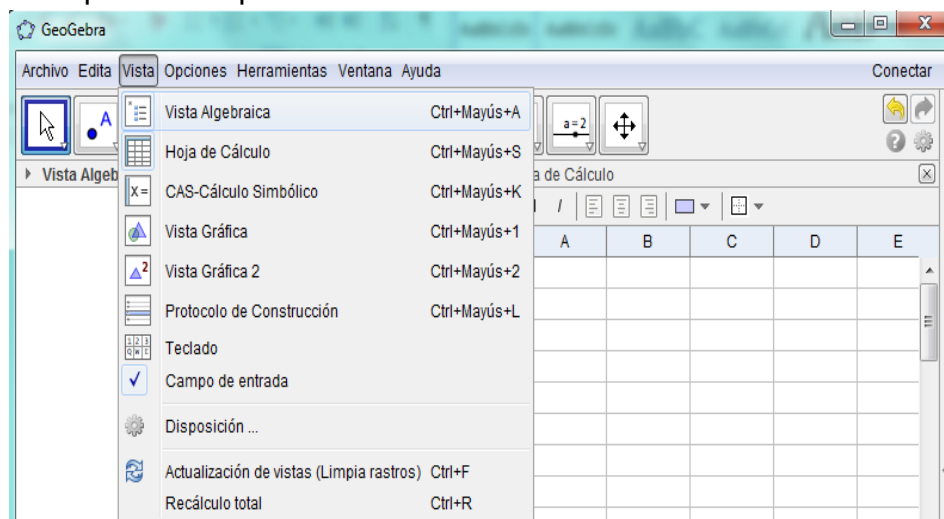 GeoGebra
Archivo Edita Vista Opciones Herramientas Ventana Ayuda Conectar
A a=2
Vista Algebraica Ctrl+Mayús+A
Hoja de Cálculo Ctrl+Mayús+S
Vista Algeb a de Cálculo
CAS-Cálculo Simbólico Ctrl+Mayús+K
I
A B C D E
Vista Gráfica Ctrl+Mayús+1
Vista Gráfica 2 Ctrl+Mayús+2
Protocolo de Construcción Ctrl+Mayús+L
Teclado
Campo de entrada
Disposición ...
Actualización de vistas (Limpia rastros) Ctrl+F
Recálculo total Ctrl+R